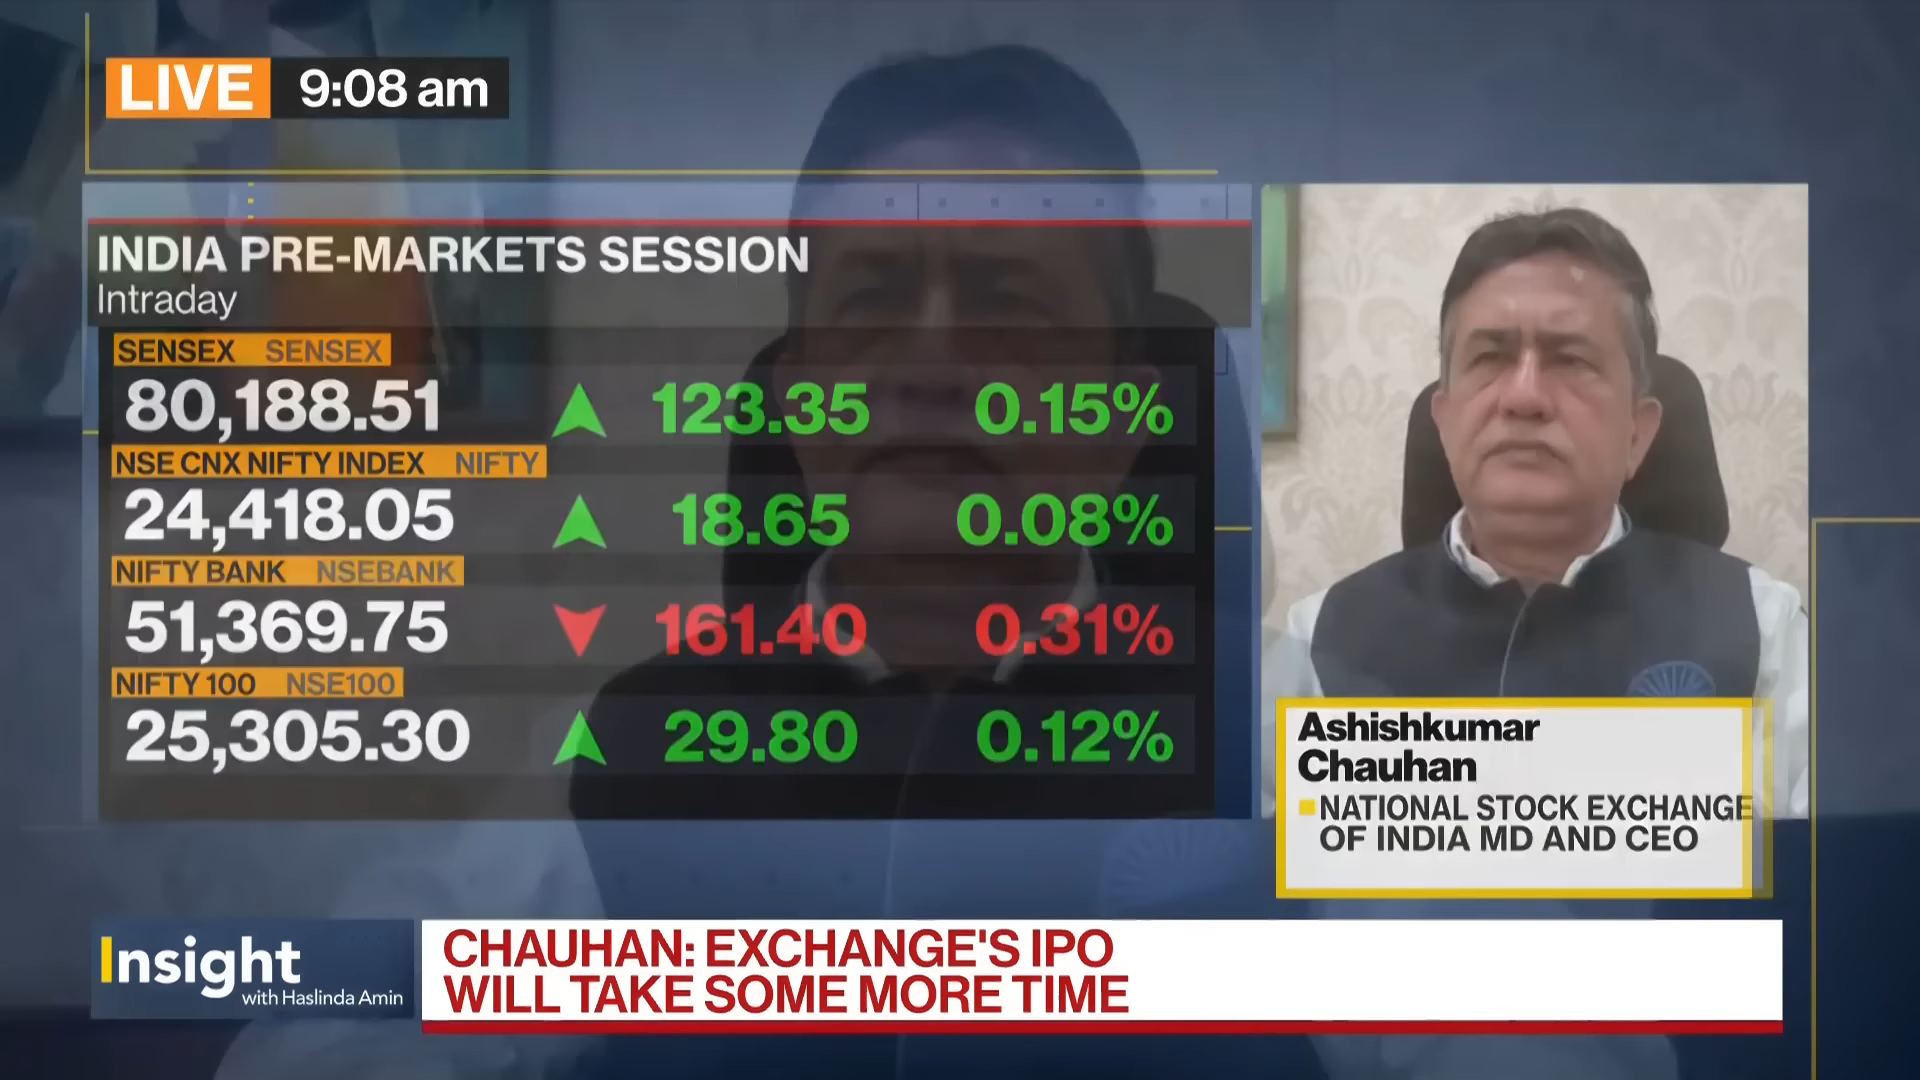 LIVE 9:08 am
INDIA PRE-MARKETS SESSION
Intraday
SENSEX SENSEX
80,188.51 123.35 0.15%
NSE CNX NIFTY INDEX NIFTY
24,418.05 18.65 0.08%
NIFTY BANK NSEBANK
51,369.75 161.40 0.31%
NIFTY 100 NSE100
25,305.30 29.80 0.12%
Ashishkumar
Chauhan
NATIONAL STOCK EXCHANGE
OF INDIA MD AND CEO
Insight
with Haslinda Amin
CHAUHAN: EXCHANGE'S IPO
WILL TAKE SOME MORE TIME